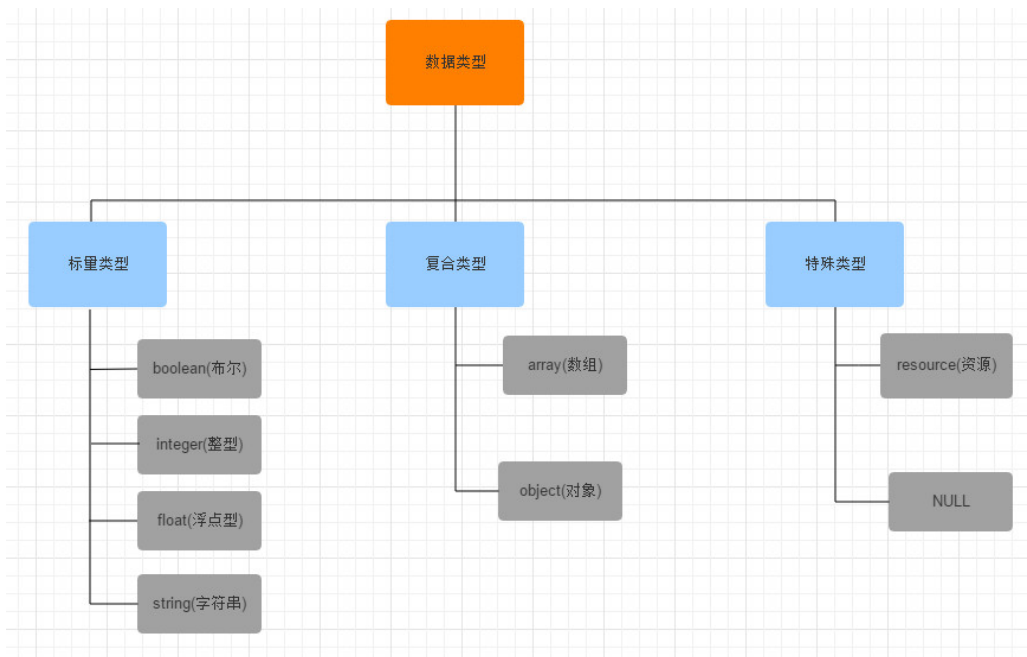 数据类型
标量类型
复合类型
特殊类型
boolean(布尔)
integer(整型)
float(浮点型)
string(字符串)
array(数组)
object(对象)
resource(资源)
NULL